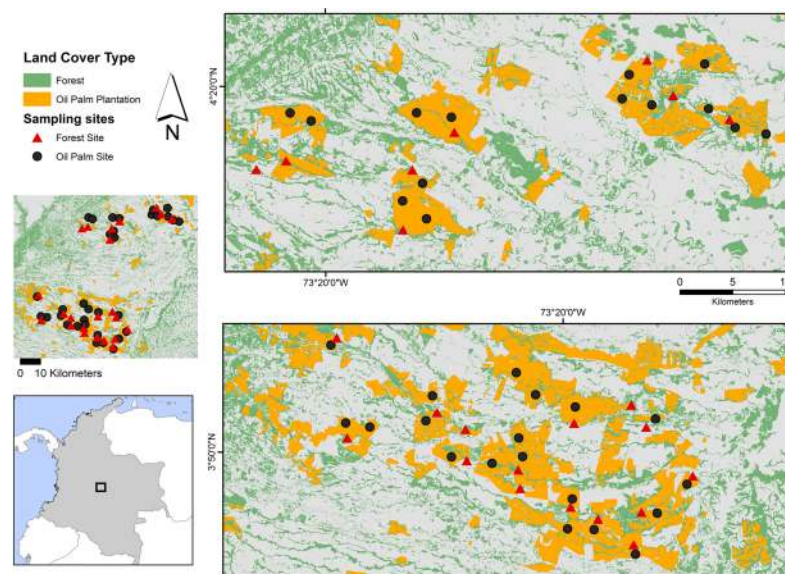 Land Cover Type
Forest
Oil Palm Plantation
Sampling sites
Forest Site
Oil Palm Site
N
0 10 Kilometers
4°20'0"N
73°20'0"W
0 5
Kilometers
73°20'0"W
3°50'0"N